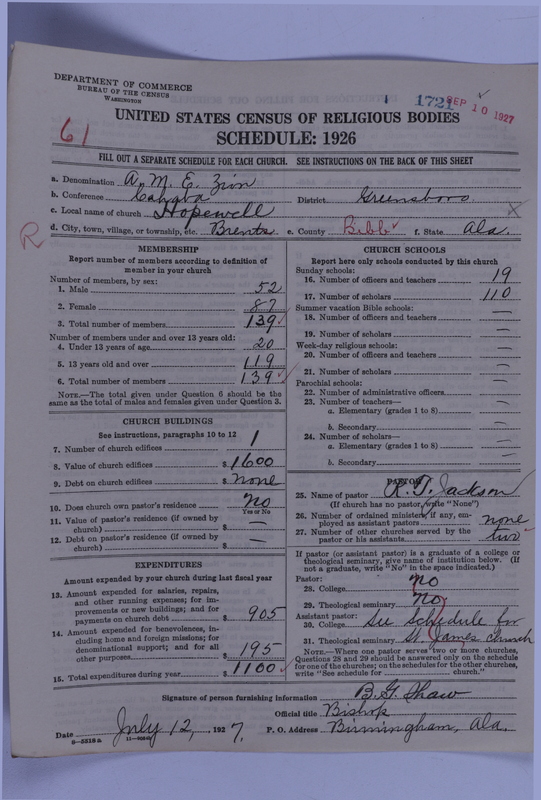 DEPARTMENT OF COMMERCE
BUREAU OF THE CENSUS
WASHINGTON
1721
SEP 10 1927
61
UNITED STATES CENSUS OF RELIGIOUS BODIES
SCHEDULE: 1926
FILL OUT A SEPARATE SCHEDULE FOR EACH CHURCH. SEE INSTRUCTIONS ON THE BACK OF THIS SHEET
a. Denomination A. M. E. Zion
b. Conference Cahaba District Greensboro
c. Local name of church Hopewell
R
d. City, town, village, or township, etc. Brent e. County Bibb f. State Ala.
MEMBERSHIP
Report number of members according to definition of
member in your church
Number of members, by sex:
1. Male 52
2. Female 87
3. Total number of members 139
Number of members under and over 13 years old:
4. Under 13 years of age 20
5. 13 years old and over 119
6. Total number of members 139
NOTE.—The total given under Question 6 should be the
same as the total of males and females given under Question 3.
CHURCH BUILDINGS
See instructions, paragraphs 10 to 12
7. Number of church edifices 1
8. Value of church edifices $ 1600
9. Debt on church edifices $ none
10. Does church own pastor's residence? no
Yes or No
11. Value of pastor's residence (if owned by
church) $ —
12. Debt on pastor's residence (if owned by
church) $ —
EXPENDITURES
Amount expended by your church during last fiscal year
13. Amount expended for salaries, repairs,
and other running expenses; for im-
provements or new buildings; and for
payments on church debt $ 905
14. Amount expended for benevolences, in-
cluding home and foreign missions; for
denominational support; and for all
other purposes $ 195
15. Total expenditures during year $ 1100
CHURCH SCHOOLS
Report here only schools conducted by this church
Sunday schools:
16. Number of officers and teachers 19
17. Number of scholars 110
Summer vacation Bible schools:
18. Number of officers and teachers —
19. Number of scholars —
Week-day religious schools:
20. Number of officers and teachers —
21. Number of scholars —
Parochial schools:
22. Number of administrative officers —
23. Number of teachers—
a. Elementary (grades 1 to 8) —
b. Secondary —
24. Number of scholars—
a. Elementary (grades 1 to 8) —
b. Secondary —
PASTOR
25. Name of pastor R. T. Jackson
(If church has no pastor, write "None")
26. Number of ordained ministers, if any, em-
ployed as assistant pastors none
27. Number of other churches served by the
pastor or his assistants two
If pastor (or assistant pastor) is a graduate of a college or
theological seminary, give name of institution below. (If
not a graduate, write "No" in the space indicated.)
Pastor:
28. College no
29. Theological seminary No
Assistant pastor:
30. College See Schedule for
31. Theological seminary St. James Church
NOTE.—Where one pastor serves two or more churches,
Questions 28 and 29 should be answered only on the schedule
for one of the churches; on the schedules for the other churches,
write "See schedule for church."
Signature of person furnishing information B. G. Shaw
Official title Bishop
Date July 12, 1927. P. O. Address Birmingham, Ala.